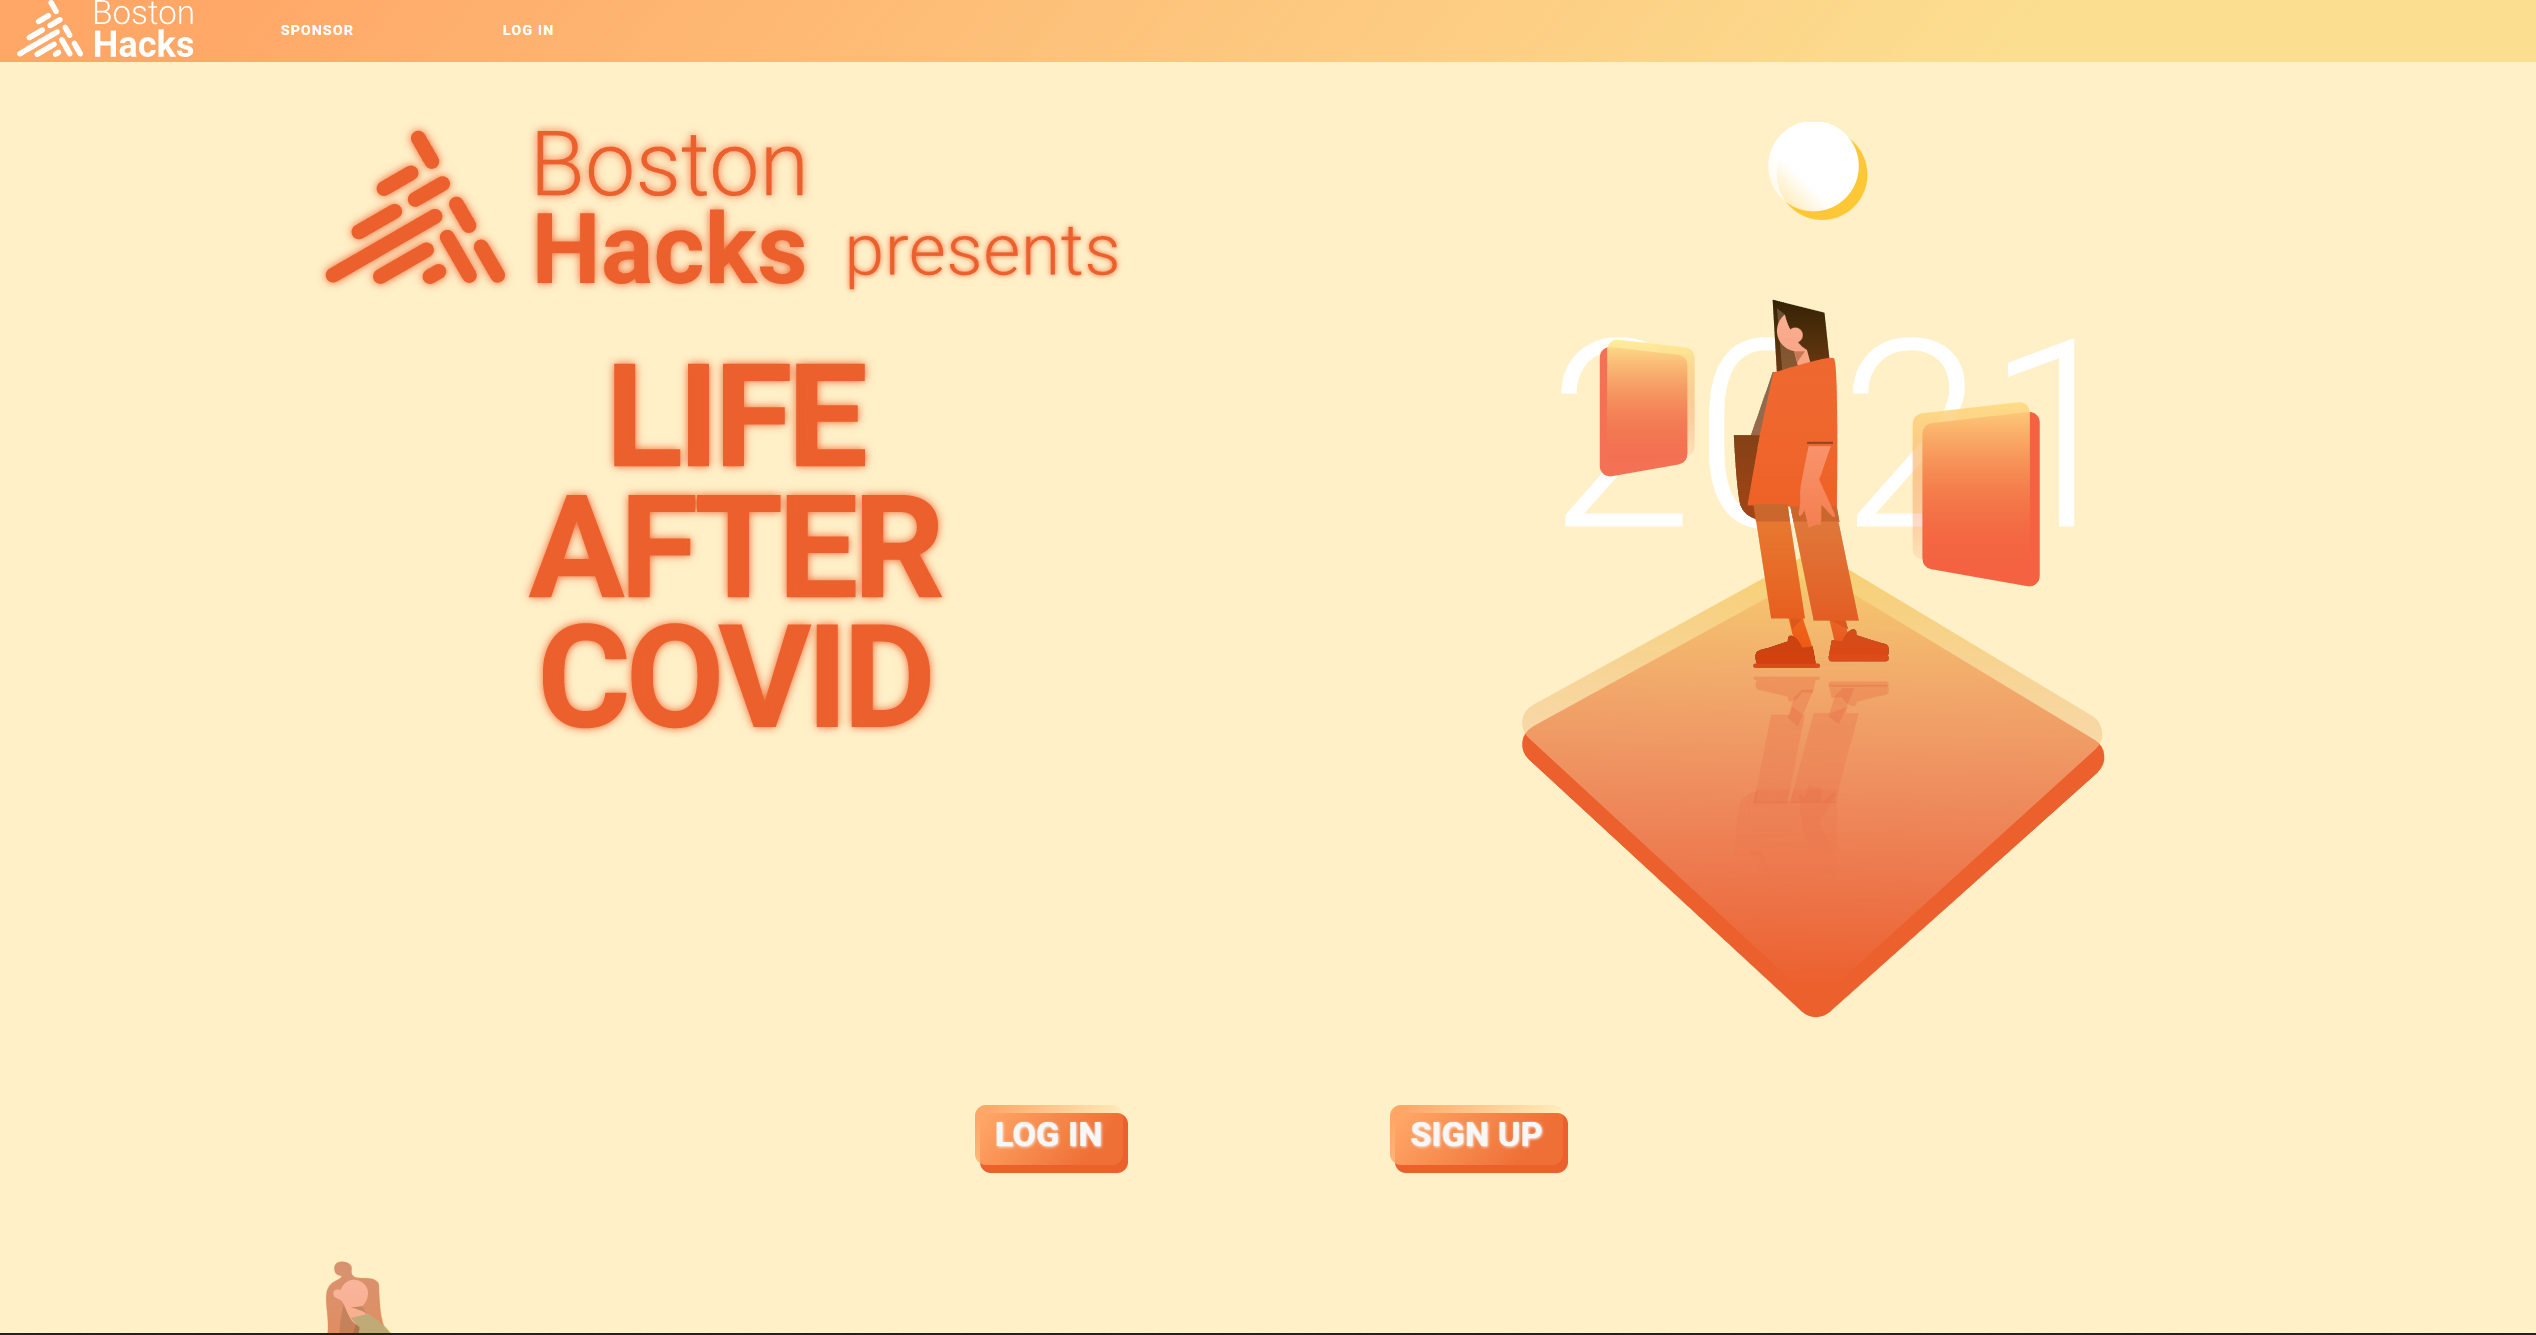 Boston
Hacks
SPONSOR
LOG IN
Boston
Hacks presents
LIFE
AFTER
COVID
2021
LOG IN
SIGN UP